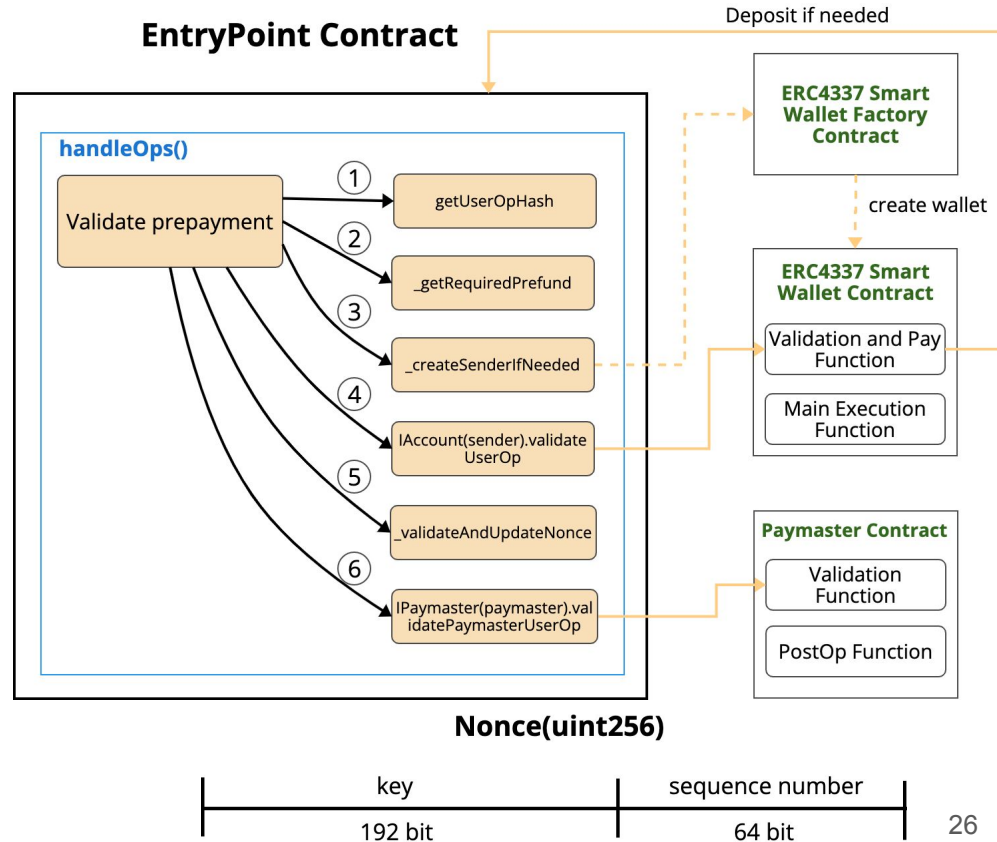 Deposit if needed
EntryPoint Contract
handleOps()
Validate prepayment
1
getUserOpHash
2
_getRequiredPrefund
3
_createSenderIfNeeded
4
IAccount(sender).validate
UserOp
5
_validateAndUpdateNonce
6
IPaymaster(paymaster).val
idatePaymasterUserOp
ERC4337 Smart
Wallet Factory
Contract
create wallet
ERC4337 Smart
Wallet Contract
Validation and Pay
Function
Main Execution
Function
Paymaster Contract
Validation
Function
PostOp Function
Nonce(uint256)
key
sequence number
192 bit
64 bit
26